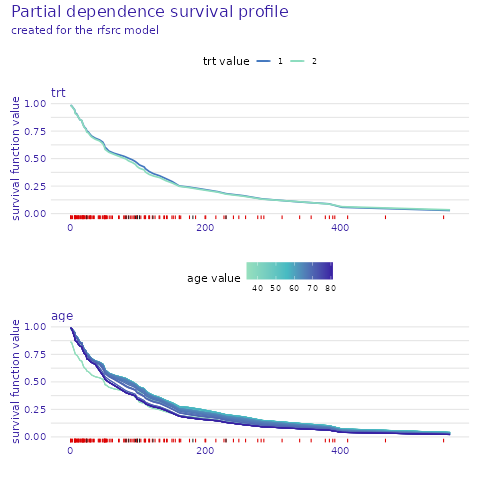 Partial dependence survival profile
created for the rfsrc model
trt value 1 2
trt
survival function value
1.00
0.75
0.50
0.25
0.00
0 200 400
age value
40 50 60 70 80
age
survival function value
1.00
0.75
0.50
0.25
0.00
0 200 400